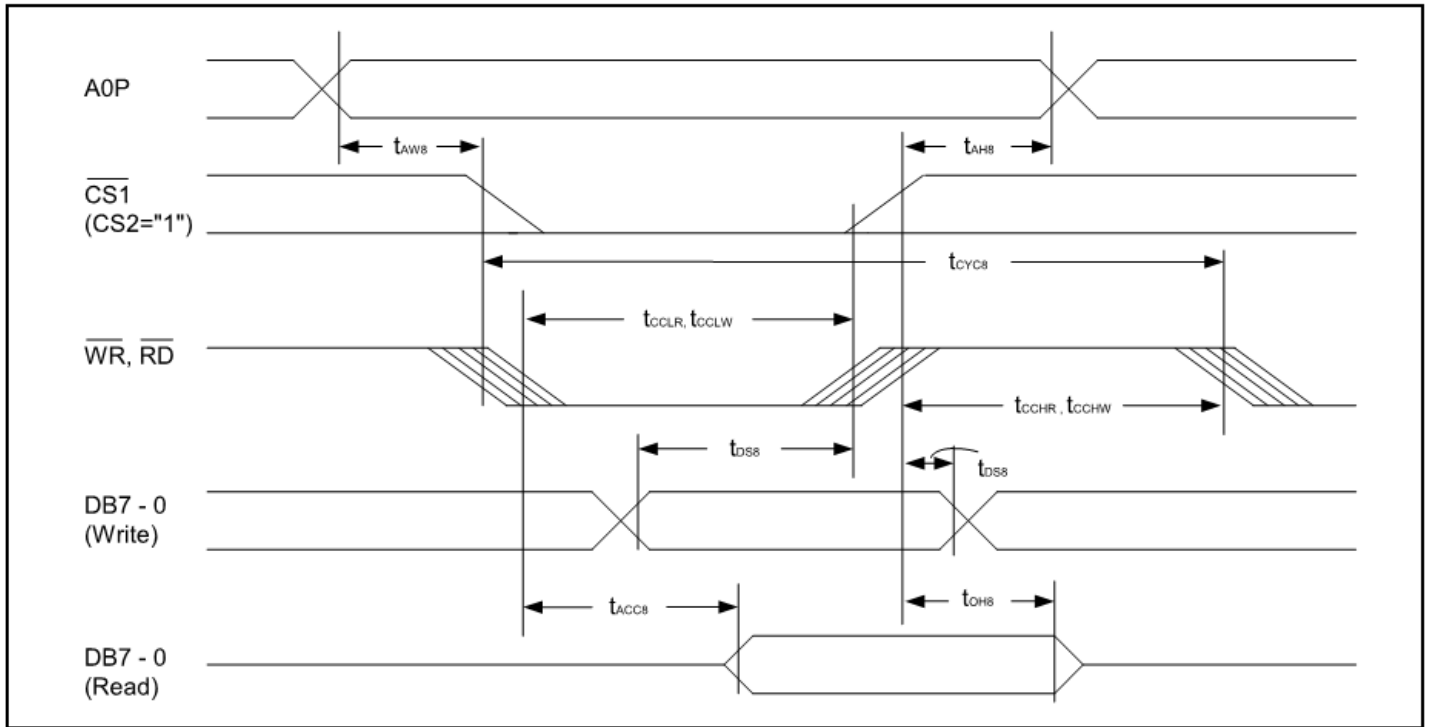 A0P
tAW8
tAH8
CS1
(CS2="1")
tCYC8
tCCLR, tCCLW
WR, RD
tCCHR , tCCHW
tDS8
tDS8
DB7 - 0
(Write)
tACC8
tOH8
DB7 - 0
(Read)